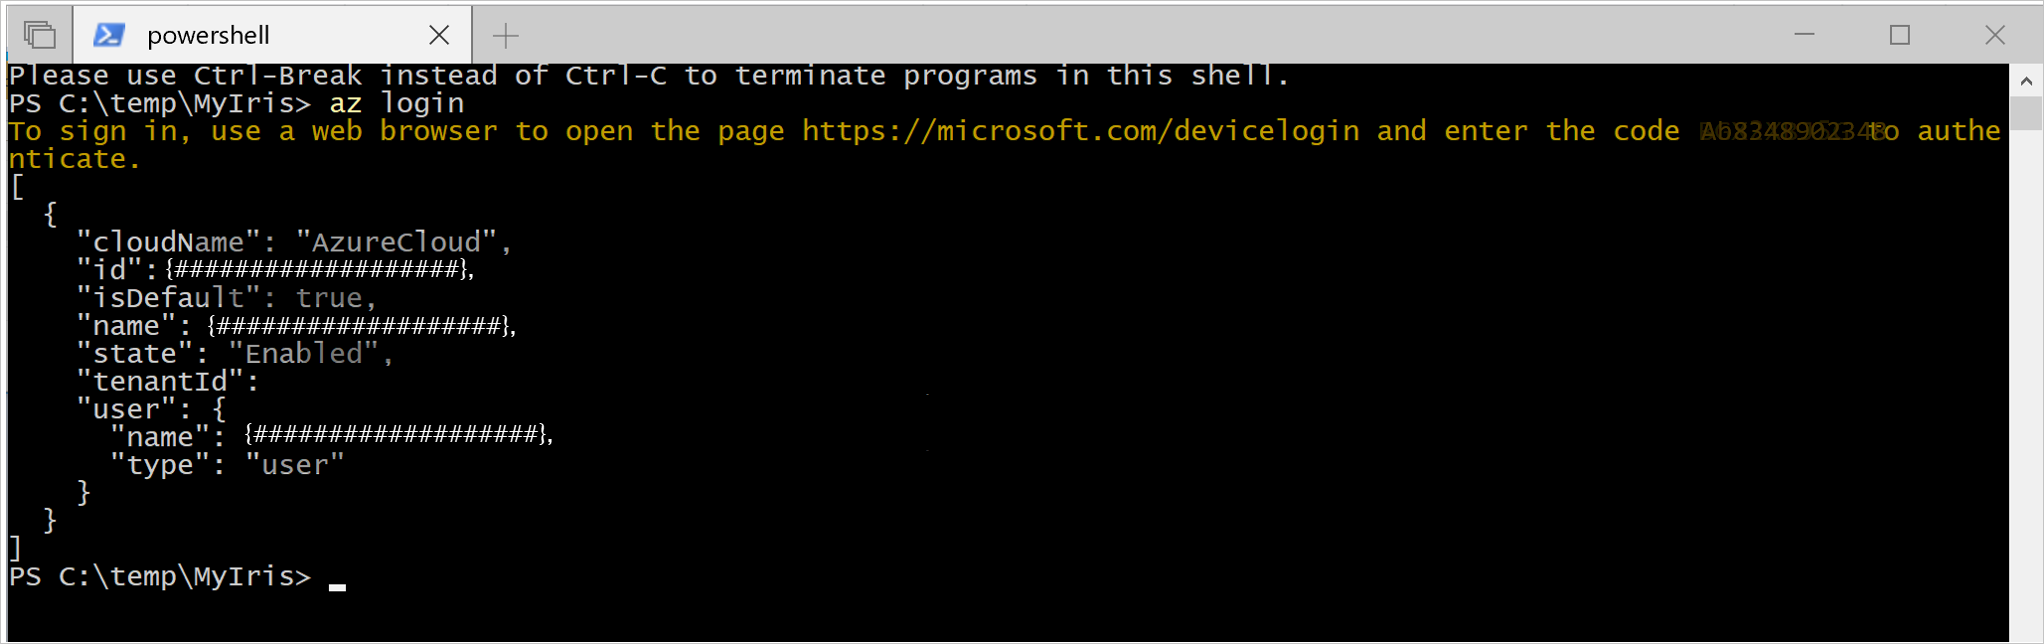 powershell
Please use Ctrl-Break instead of Ctrl-C to terminate programs in this shell.
PS C:\temp\MyIris> az login
To sign in, use a web browser to open the page https://microsoft.com/devicelogin and enter the code to authe
nticate.
[
  {
    "cloudName": "AzureCloud",
    "id": {###################},
    "isDefault": true,
    "name": {###################},
    "state": "Enabled",
    "tenantId":
    "user": {
      "name": {###################},
      "type": "user"
    }
  }
]
PS C:\temp\MyIris>